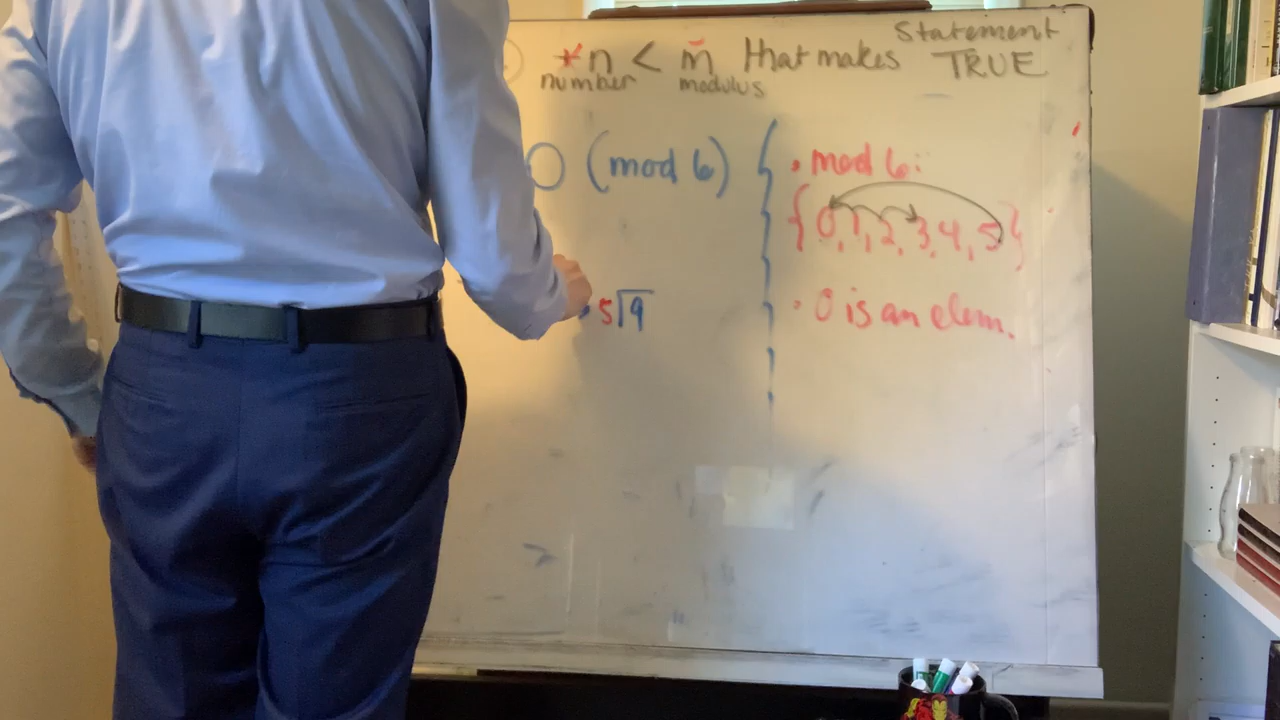 Statement
*n < m that makes TRUE
number modulus
0 (mod 6)
• mod 6:
{0,1,2,3,4,5}
5√9
• 0 is an elem.